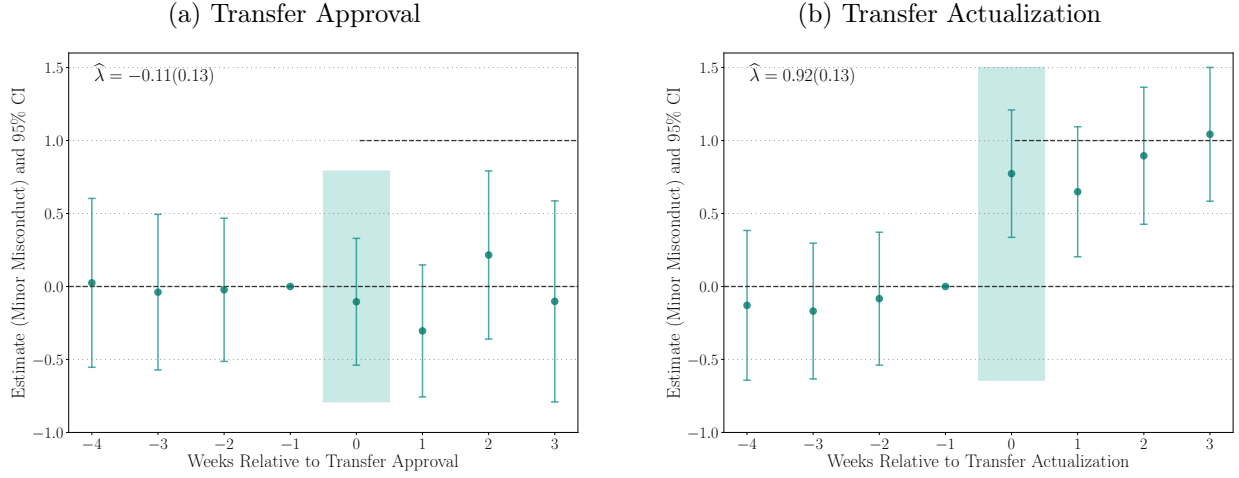 (a) Transfer Approval
Estimate (Minor Misconduct) and 95% CI
1.5
1.0
0.5
0.0
−0.5
−1.0
λ̂ = −0.11(0.13)
−4 −3 −2 −1 0 1 2 3
Weeks Relative to Transfer Approval
(b) Transfer Actualization
Estimate (Minor Misconduct) and 95% CI
1.5
1.0
0.5
0.0
−0.5
−1.0
λ̂ = 0.92(0.13)
−4 −3 −2 −1 0 1 2 3
Weeks Relative to Transfer Actualization